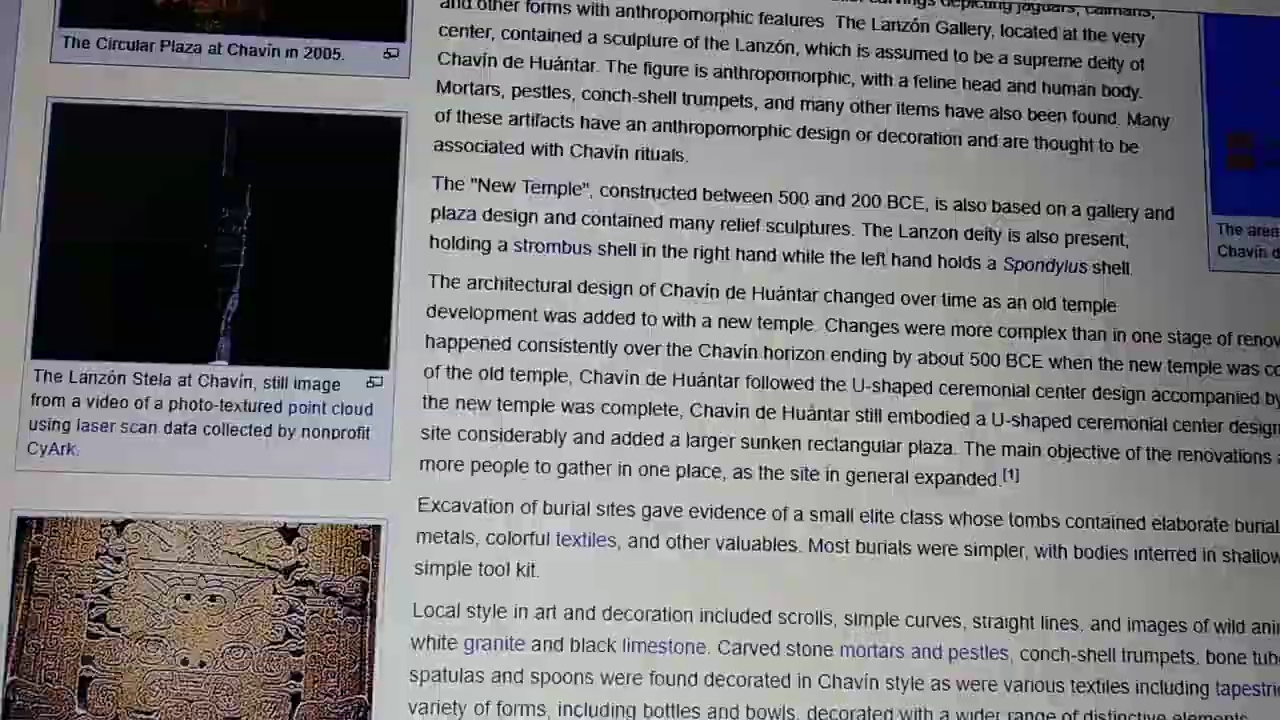 The Circular Plaza at Chavín in 2005.
The Lanzón Stela at Chavín, still image
from a video of a photo-textured point cloud
using laser scan data collected by nonprofit
CyArk.
and other forms with anthropomorphic features The Lanzón Gallery, located at the very
center, contained a sculpture of the Lanzón, which is assumed to be a supreme deity of
Chavín de Huántar. The figure is anthropomorphic, with a feline head and human body.
Mortars, pestles, conch-shell trumpets, and many other items have also been found. Many
of these artifacts have an anthropomorphic design or decoration and are thought to be
associated with Chavín rituals.
The "New Temple", constructed between 500 and 200 BCE, is also based on a gallery and
plaza design and contained many relief sculptures. The Lanzon deity is also present,
holding a strombus shell in the right hand while the left hand holds a Spondylus shell.
The architectural design of Chavín de Huántar changed over time as an old temple
development was added to with a new temple. Changes were more complex than in one stage of
happened consistently over the Chavín horizon ending by about 500 BCE when the new temple was
of the old temple, Chavín de Huántar followed the U-shaped ceremonial center design accompanied by
the new temple was complete, Chavín de Huántar still embodied a U-shaped ceremonial center design
site considerably and added a larger sunken rectangular plaza. The main objective of the renovations
more people to gather in one place, as the site in general expanded.[1]
Excavation of burial sites gave evidence of a small elite class whose tombs contained elaborate burial
metals, colorful textiles, and other valuables. Most burials were simpler, with bodies interred in shallow
simple tool kit.
Local style in art and decoration included scrolls, simple curves, straight lines, and images of wild
white granite and black limestone. Carved stone mortars and pestles, conch-shell trumpets, bone
spatulas and spoons were found decorated in Chavín style as were various textiles including
variety of forms, including bottles and bowls, decorated with a wider range of distinctive elements
The area
Chavín